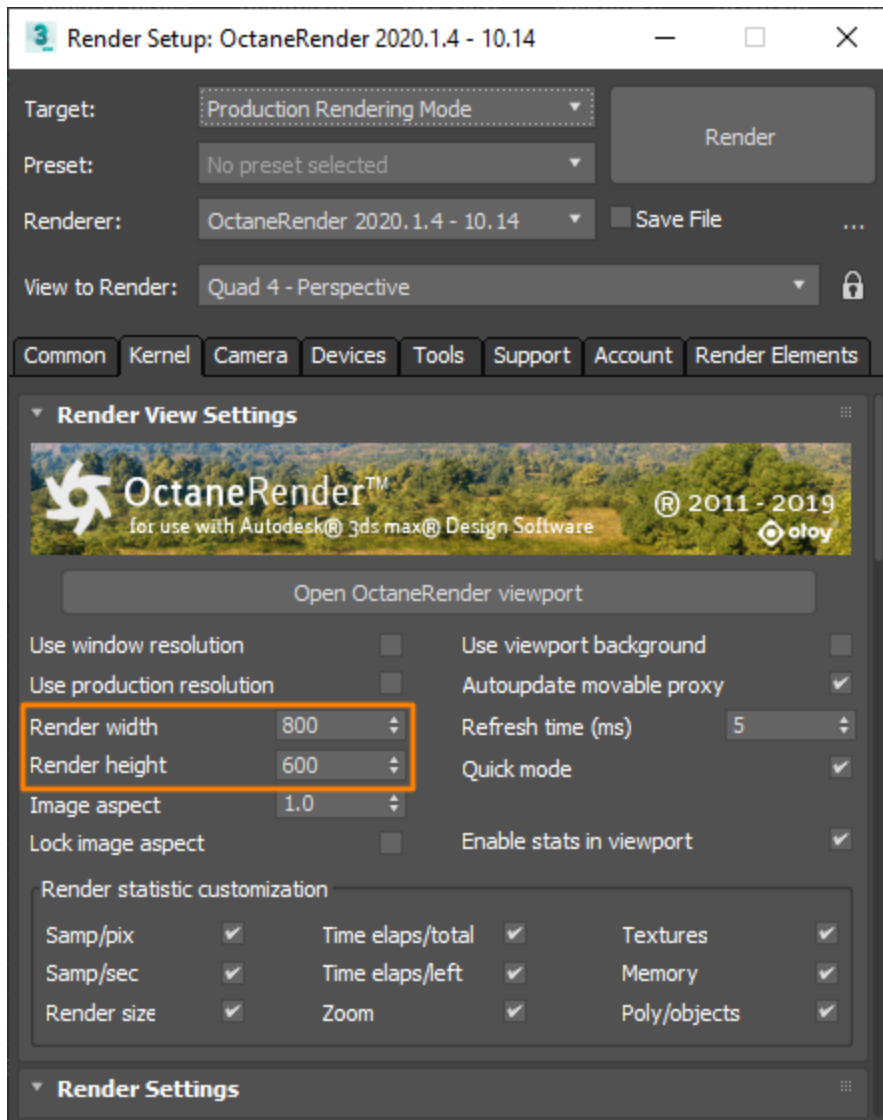 Render Setup: OctaneRender 2020.1.4 - 10.14
Target: Production Rendering Mode
Render
Preset: No preset selected
Renderer: OctaneRender 2020.1.4 - 10.14 Save File ...
View to Render: Quad 4 - Perspective
Common Kernel Camera Devices Tools Support Account Render Elements
Render View Settings
OctaneRender™
for use with Autodesk® 3ds max® Design Software
® 2011 - 2019
otoy
Open OctaneRender viewport
Use window resolution Use viewport background
Use production resolution Autoupdate movable proxy
Render width 800 Refresh time (ms) 5
Render height 600 Quick mode
Image aspect 1.0
Lock image aspect Enable stats in viewport
Render statistic customization
Samp/pix Time elaps/total Textures
Samp/sec Time elaps/left Memory
Render size Zoom Poly/objects
Render Settings